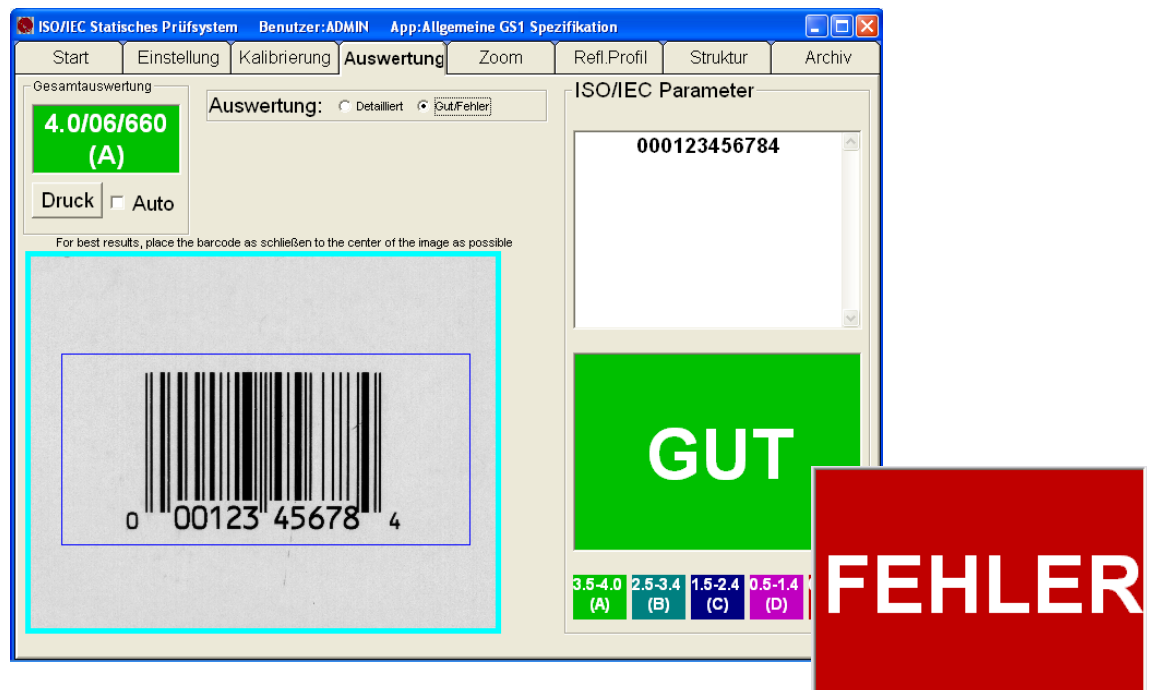 ISO/IEC Statisches Prüfsystem Benutzer:ADMIN App:Allgemeine GS1 Spezifikation
Start Einstellung Kalibrierung Auswertung Zoom Refl.Profil Struktur Archiv
Gesamtauswertung
4.0/06/660
(A)
Druck Auto
Auswertung: Detailliert Gut/Fehler
For best results, place the barcode as schließen to the center of the image as possible
0 00123 45678 4
ISO/IEC Parameter
000123456784
GUT
3.5-4.0 2.5-3.4 1.5-2.4 0.5-1.4
(A) (B) (C) (D)
FEHLER